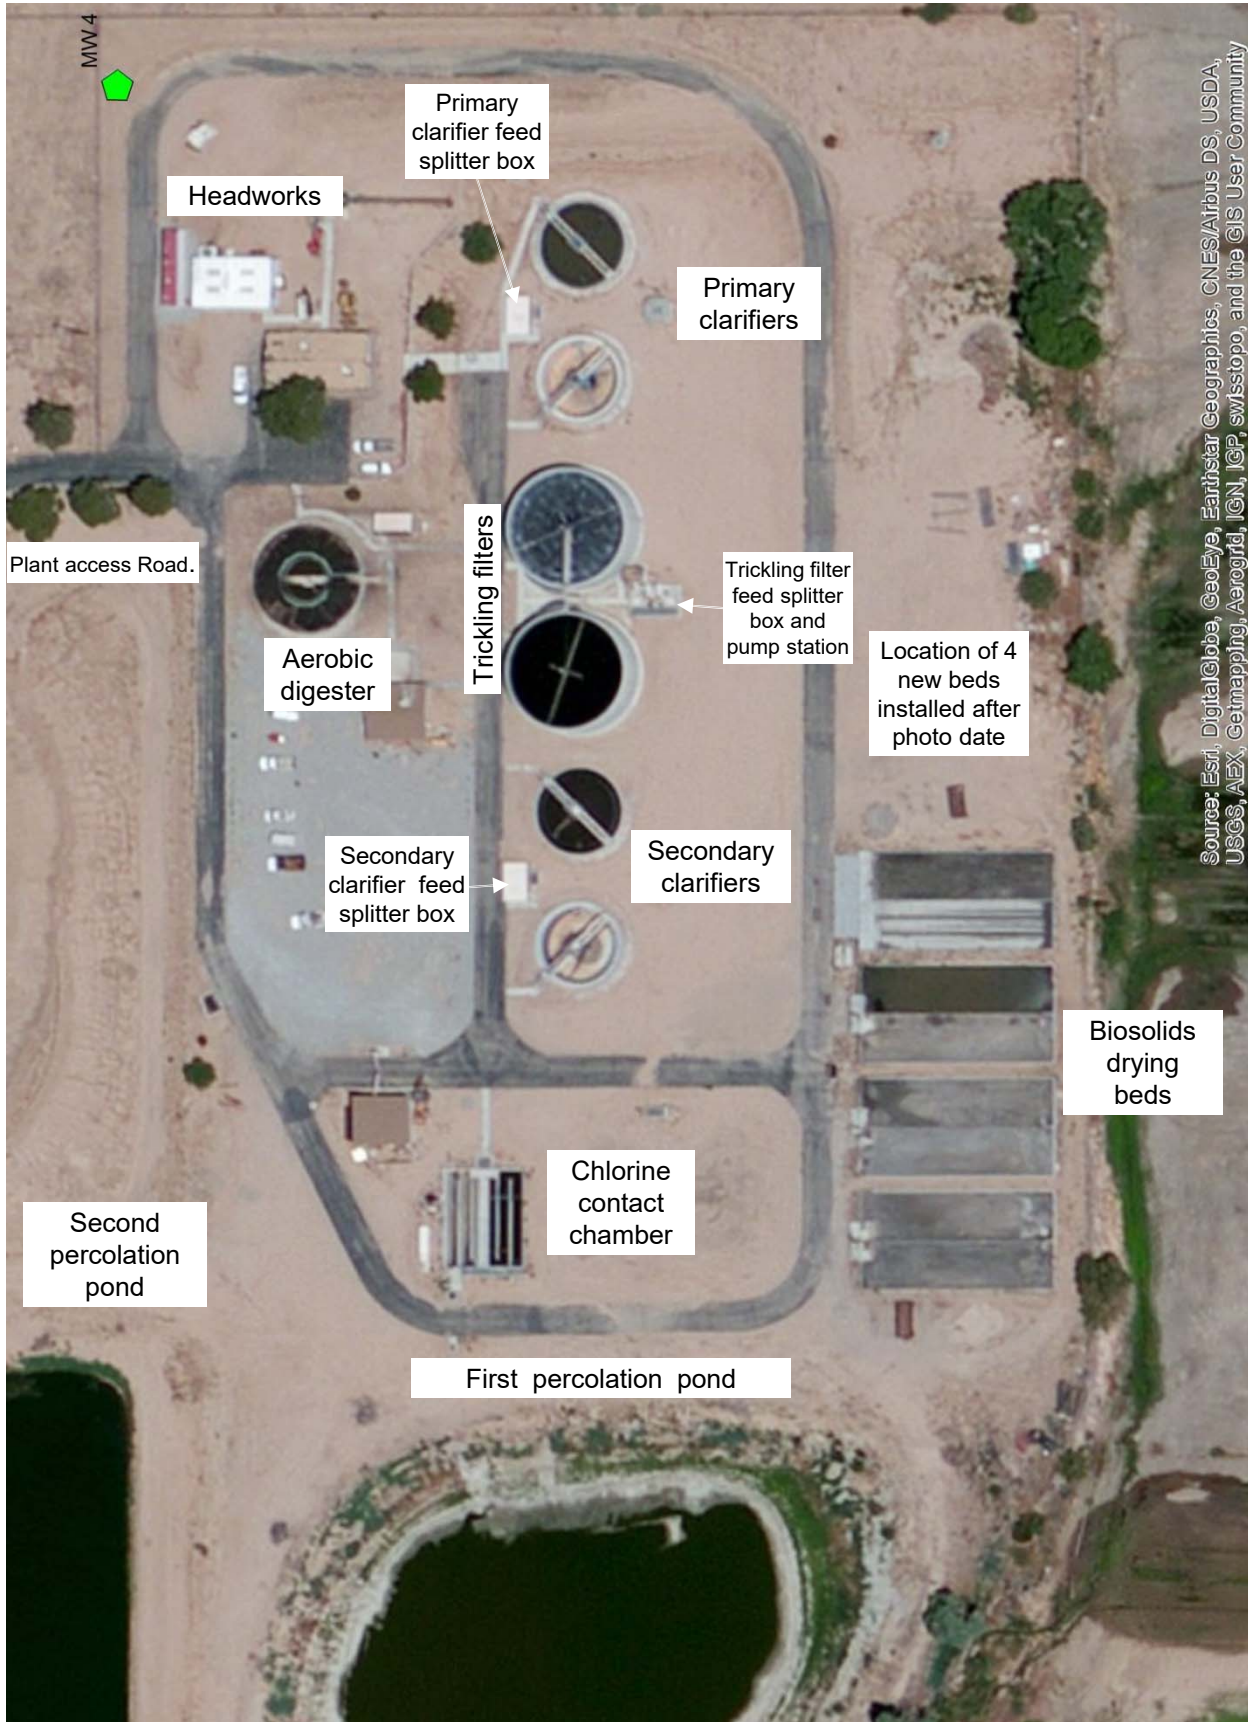 MW 4
Primary
clarifier feed
splitter box
Headworks
Primary
clarifiers
Plant access Road.
Trickling filters
Trickling filter
feed splitter
box and
pump station
Aerobic
digester
Location of 4
new beds
installed after
photo date
Secondary
clarifier feed
splitter box
Secondary
clarifiers
Biosolids
drying
beds
Chlorine
contact
chamber
Second
percolation
pond
First percolation pond
Source: Esri, DigitalGlobe, GeoEye, Earthstar Geographics, CNES/Airbus DS, USDA,
USGS, AEX, Getmapping, Aerogrid, IGN, IGP, swisstopo, and the GIS User Community